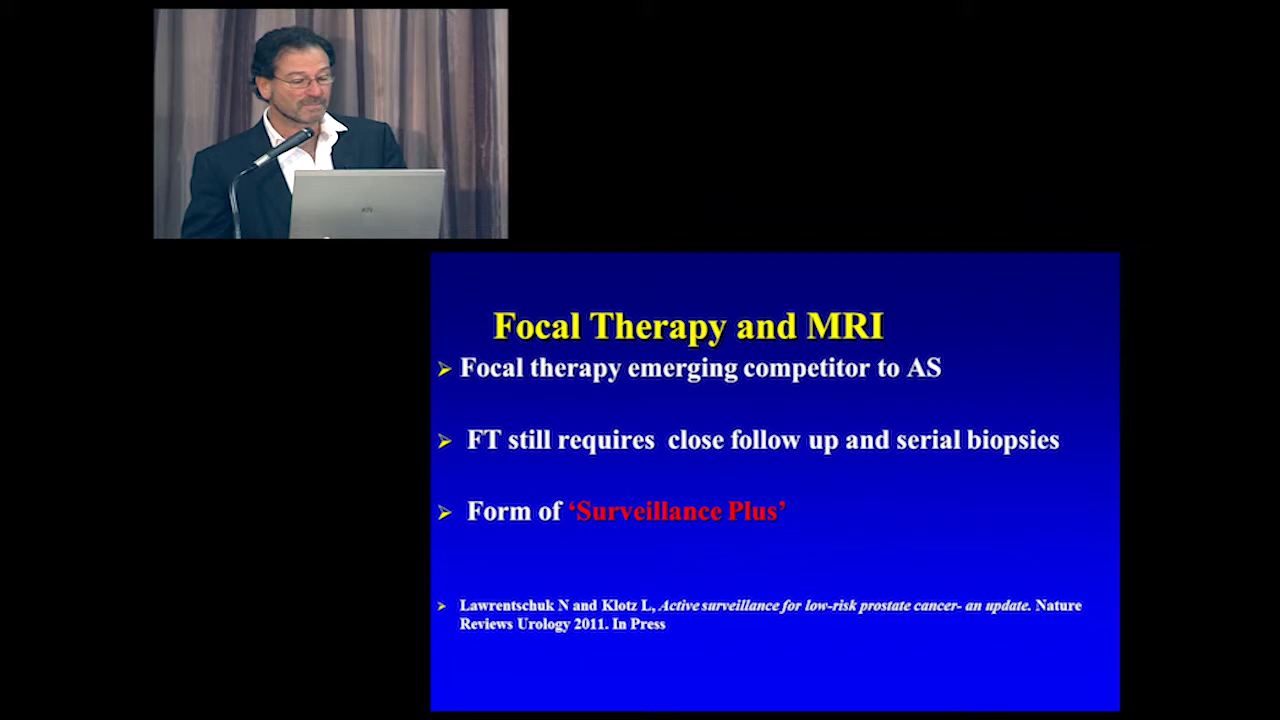 Focal Therapy and MRI
➢ Focal therapy emerging competitor to AS
➢ FT still requires close follow up and serial biopsies
➢ Form of ‘Surveillance Plus’
➢ Lawrentschuk N and Klotz L, Active surveillance for low-risk prostate cancer- an update. Nature
Reviews Urology 2011. In Press